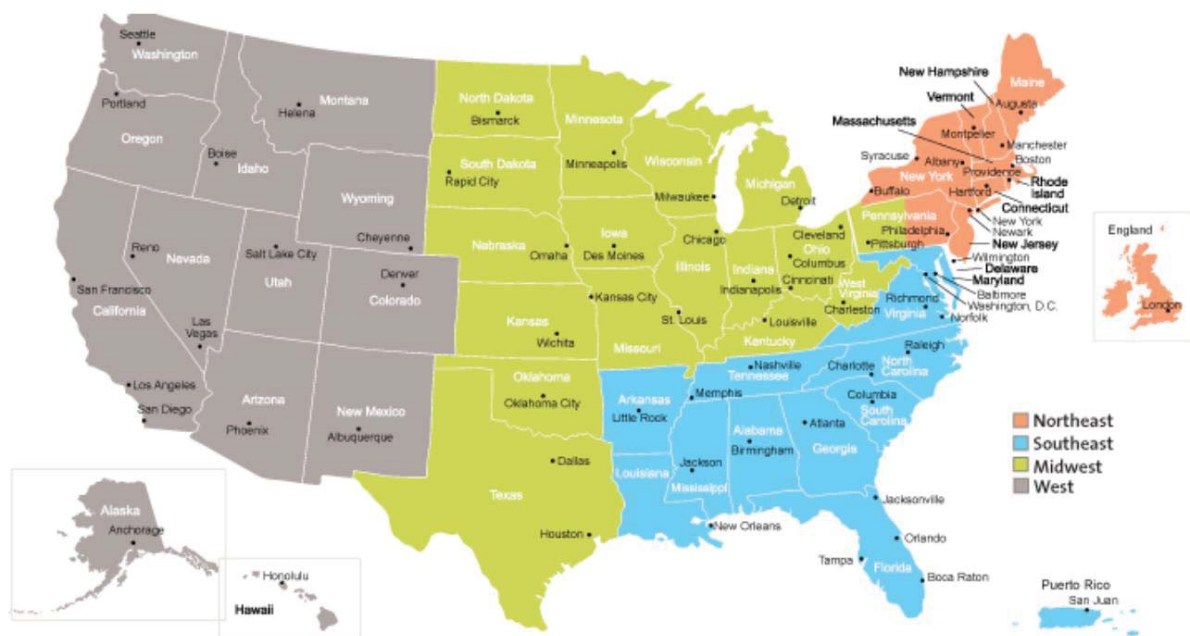 Seattle
Washington
Portland
Oregon
Boise
Idaho
Helena
Montana
Wyoming
Cheyenne
Reno
Nevada
Salt Lake City
Utah
Denver
Colorado
San Francisco
California
Las
Vegas
Los Angeles
San Diego
Arizona
Phoenix
New Mexico
Albuquerque
North Dakota
Bismarck
South Dakota
Rapid City
Minnesota
Minneapolis
Wisconsin
Milwaukee
Michigan
Detroit
Nebraska
Omaha
Iowa
Des Moines
Chicago
Illinois
Indiana
Indianapolis
Cleveland
Ohio
Columbus
Cincinnati
Kansas
Wichita
Kansas City
St. Louis
Missouri
Louisville
Kentucky
West
Virginia
Charleston
Oklahoma
Oklahoma City
Texas
Dallas
Houston
New Hampshire
Maine
Augusta
Vermont
Montpelier
Massachusetts
Manchester
Boston
Syracuse
Albany
Providence
New York
Buffalo
Hartford
Rhode
Island
Connecticut
Pennsylvania
Philadelphia
Pittsburgh
New York
Newark
New Jersey
Wilmington
Delaware
Maryland
Baltimore
Washington, D.C.
Richmond
Virginia
Norfolk
Raleigh
Charlotte
North
Carolina
Columbia
South
Carolina
Nashville
Tennessee
Memphis
Arkansas
Little Rock
Alabama
Birmingham
Atlanta
Georgia
Louisiana
Jackson
Mississippi
New Orleans
Jacksonville
Orlando
Tampa
Florida
Boca Raton
England
London
Northeast
Southeast
Midwest
West
Alaska
Anchorage
Honolulu
Hawaii
Puerto Rico
San Juan